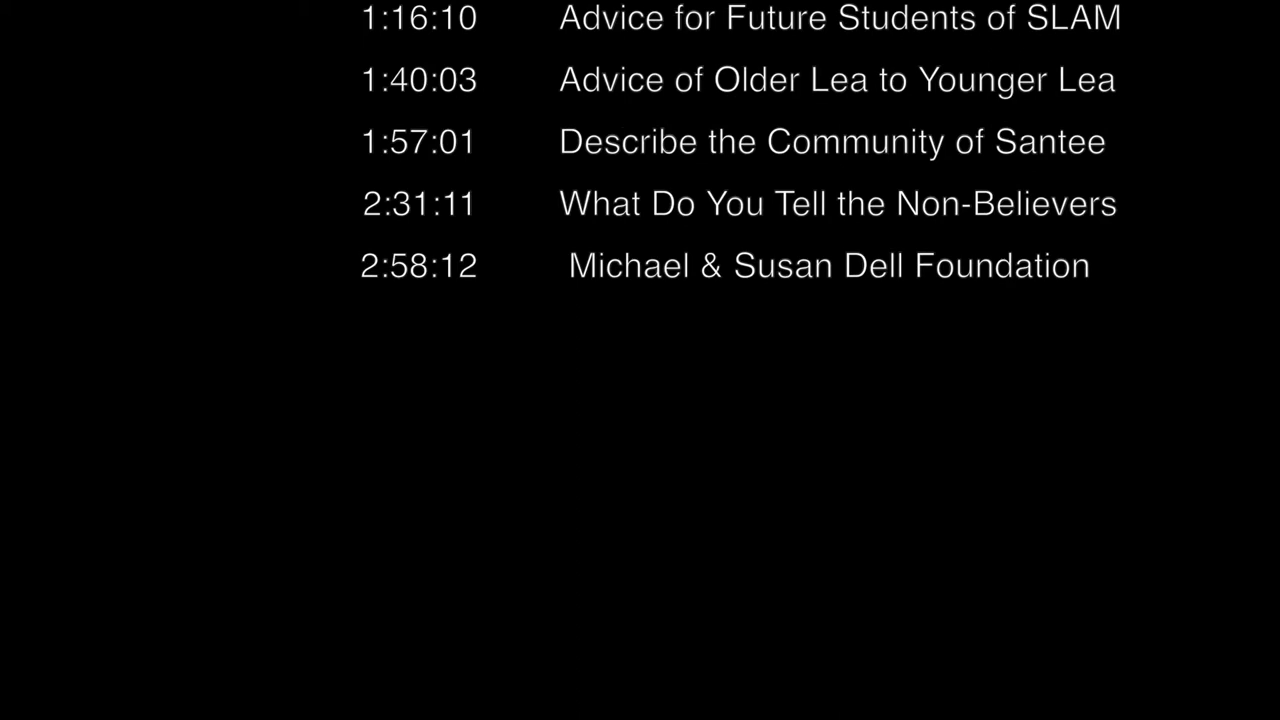 1:16:10 Advice for Future Students of SLAM
1:40:03 Advice of Older Lea to Younger Lea
1:57:01 Describe the Community of Santee
2:31:11 What Do You Tell the Non-Believers
2:58:12 Michael & Susan Dell Foundation